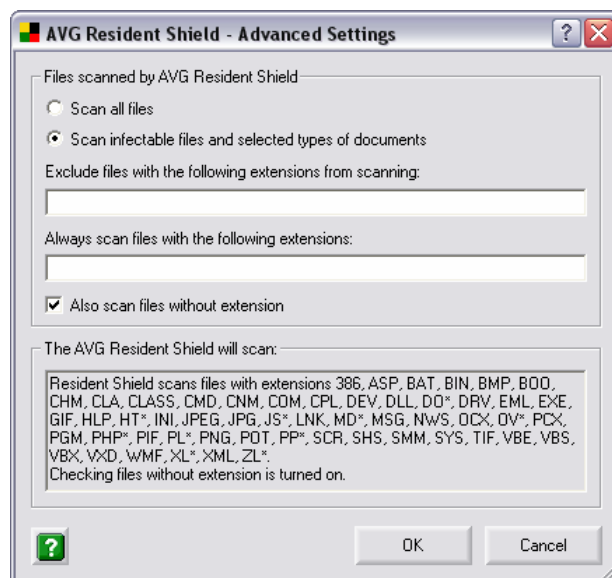 AVG Resident Shield - Advanced Settings
Files scanned by AVG Resident Shield
Scan all files
Scan infectable files and selected types of documents
Exclude files with the following extensions from scanning:
Always scan files with the following extensions:
Also scan files without extension
The AVG Resident Shield will scan:
Resident Shield scans files with extensions 386, ASP, BAT, BIN, BMP, BOO,
CHM, CLA, CLASS, CMD, CNM, COM, CPL, DEV, DLL, DO*, DRV, EML, EXE,
GIF, HLP, HT*, INI, JPEG, JPG, JS*, LNK, MD*, MSG, NWS, OCX, OV*, PCX,
PGM, PHP*, PIF, PL*, PNG, POT, PP*, SCR, SHS, SMM, SYS, TIF, VBE, VBS,
VBX, VXD, WMF, XL*, XML, ZL*.
Checking files without extension is turned on.
OK
Cancel